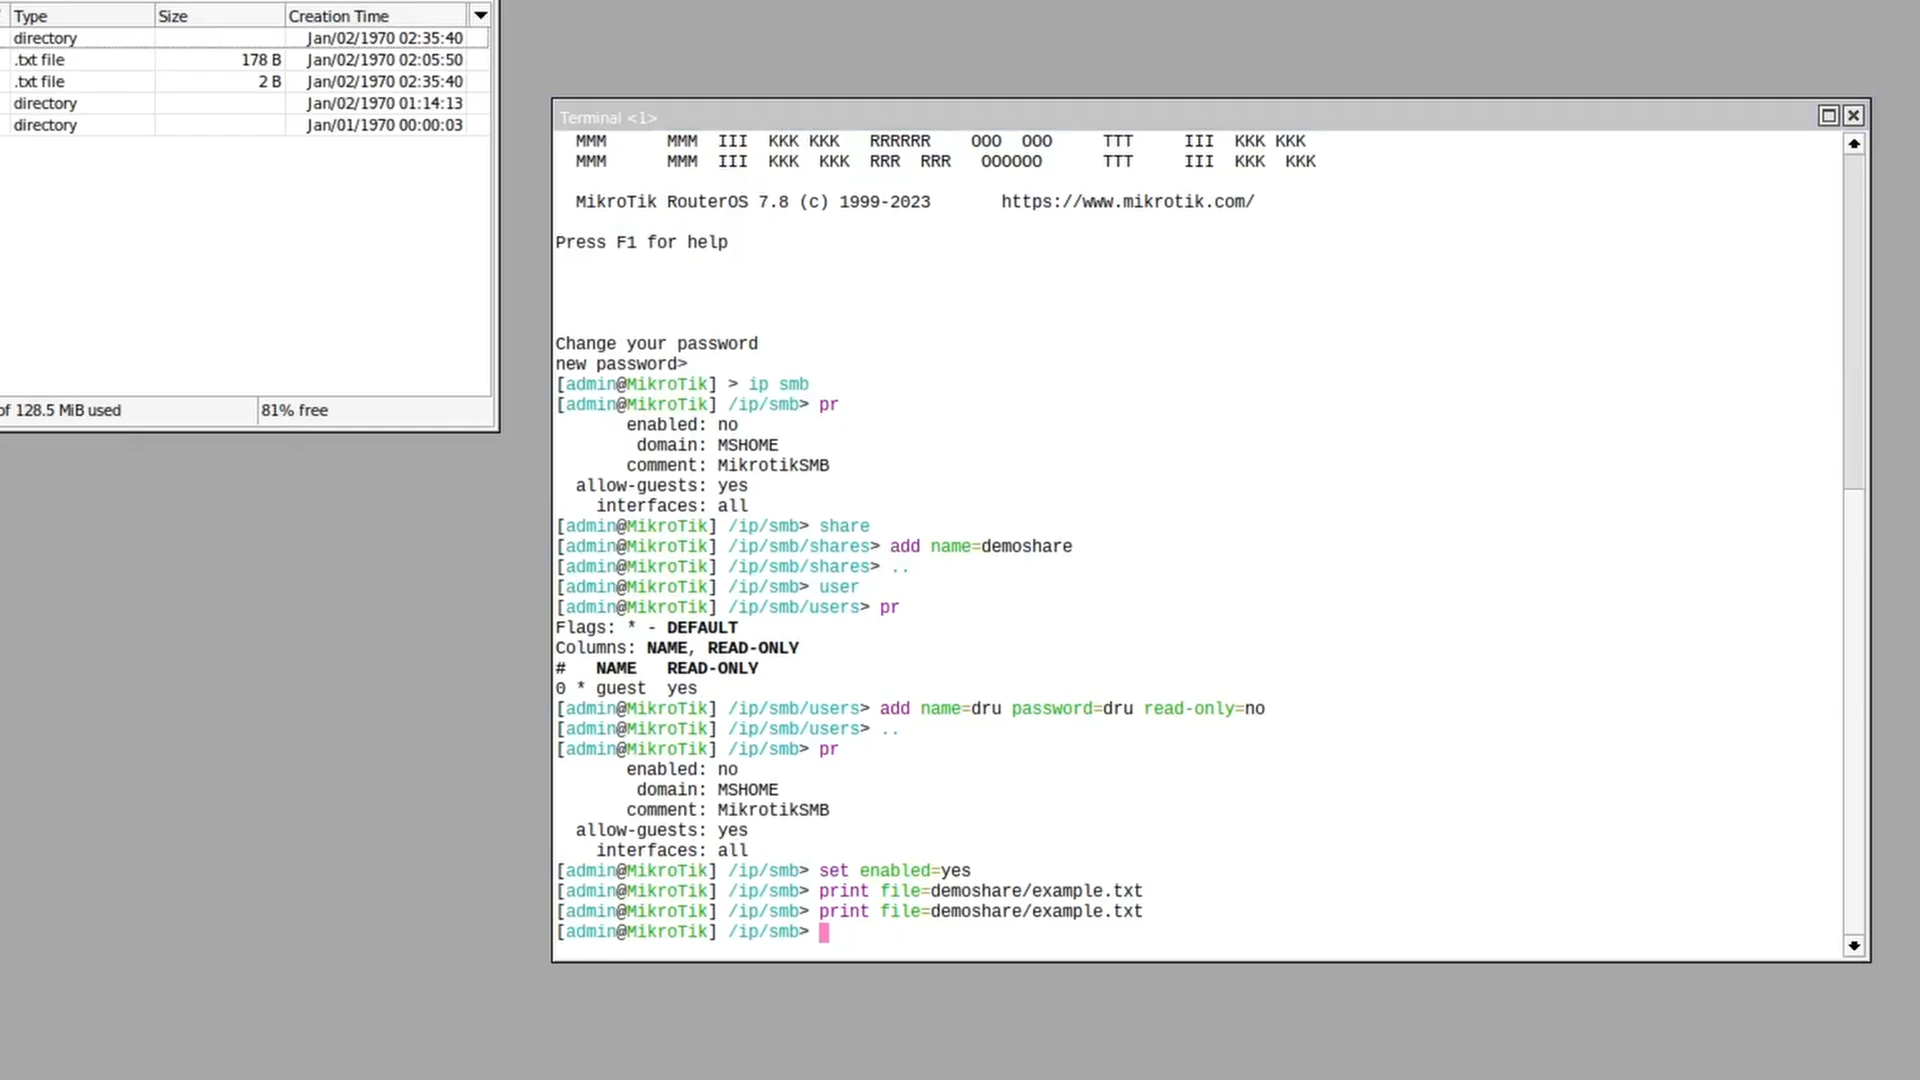 Type Size Creation Time
directory Jan/02/1970 02:35:40
.txt file 178 B Jan/02/1970 02:05:50
.txt file 2 B Jan/02/1970 02:35:40
directory Jan/02/1970 01:14:13
directory Jan/01/1970 00:00:03
of 128.5 MiB used 81% free
Terminal <1>
MMM MMM III KKK KKK RRRRRR OOO OOO TTT III KKK KKK
MMM MMM III KKK KKK RRR RRR OOOOOO TTT III KKK KKK
MikroTik RouterOS 7.8 (c) 1999-2023 https://www.mikrotik.com/
Press F1 for help
Change your password
new password>
[admin@MikroTik] > ip smb
[admin@MikroTik] /ip/smb> pr
enabled: no
domain: MSHOME
comment: MikrotikSMB
allow-guests: yes
interfaces: all
[admin@MikroTik] /ip/smb> share
[admin@MikroTik] /ip/smb/shares> add name=demoshare
[admin@MikroTik] /ip/smb/shares> ..
[admin@MikroTik] /ip/smb> user
[admin@MikroTik] /ip/smb/users> pr
Flags: * - DEFAULT
Columns: NAME, READ-ONLY
# NAME READ-ONLY
0 * guest yes
[admin@MikroTik] /ip/smb/users> add name=dru password=dru read-only=no
[admin@MikroTik] /ip/smb/users> ..
[admin@MikroTik] /ip/smb> pr
enabled: no
domain: MSHOME
comment: MikrotikSMB
allow-guests: yes
interfaces: all
[admin@MikroTik] /ip/smb> set enabled=yes
[admin@MikroTik] /ip/smb> print file=demoshare/example.txt
[admin@MikroTik] /ip/smb> print file=demoshare/example.txt
[admin@MikroTik] /ip/smb>